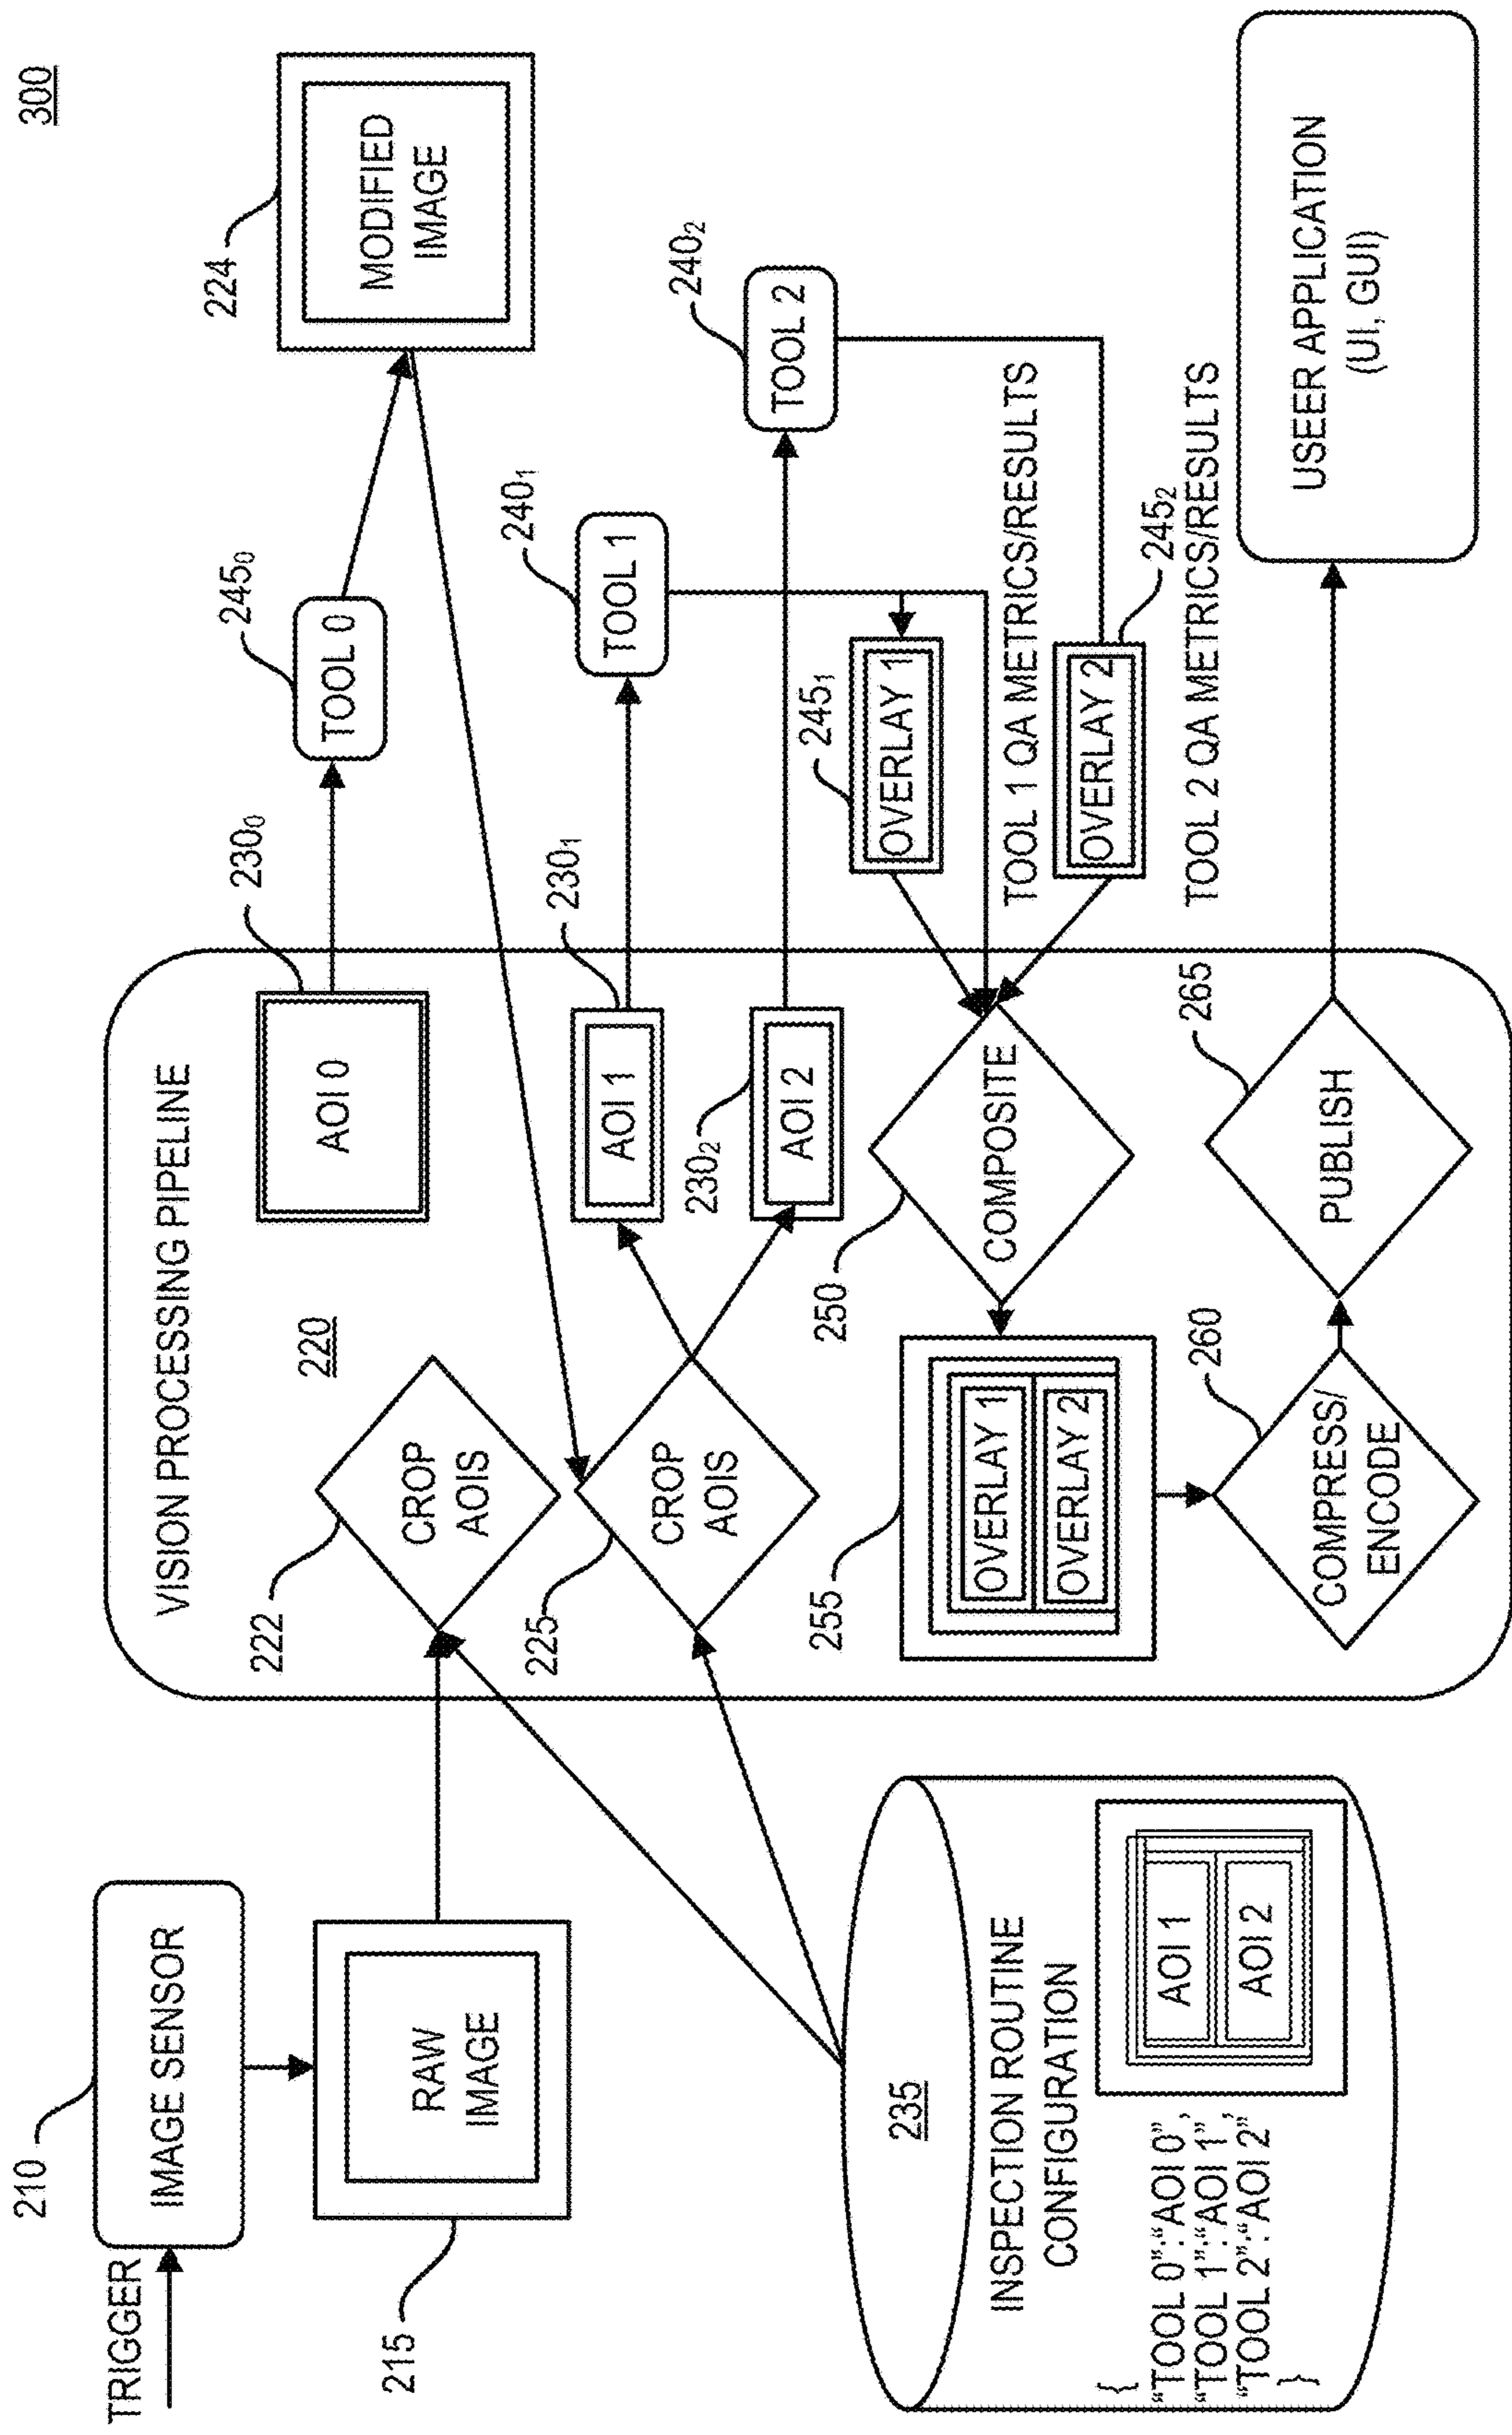 300
TRIGGER
210
IMAGE SENSOR
215
RAW
IMAGE
235
INSPECTION ROUTINE
CONFIGURATION
{
“TOOL 0”:“AOI 0”,
“TOOL 1”:“AOI 1”,
“TOOL 2”:“AOI 2”
}
AOI 1
AOI 2
VISION PROCESSING PIPELINE
220
222
CROP
AOIS
225
CROP
AOIS
230₀
AOI 0
230₁
AOI 1
230₂
AOI 2
245₀
TOOL 0
224
MODIFIED
IMAGE
240₁
TOOL 1
240₂
TOOL 2
245₁
OVERLAY 1
TOOL 1 QA METRICS/RESULTS
OVERLAY 2
245₂
TOOL 2 QA METRICS/RESULTS
250
COMPOSITE
255
OVERLAY 1
OVERLAY 2
260
COMPRESS/
ENCODE
265
PUBLISH
USEER APPLICATION
(UI, GUII)